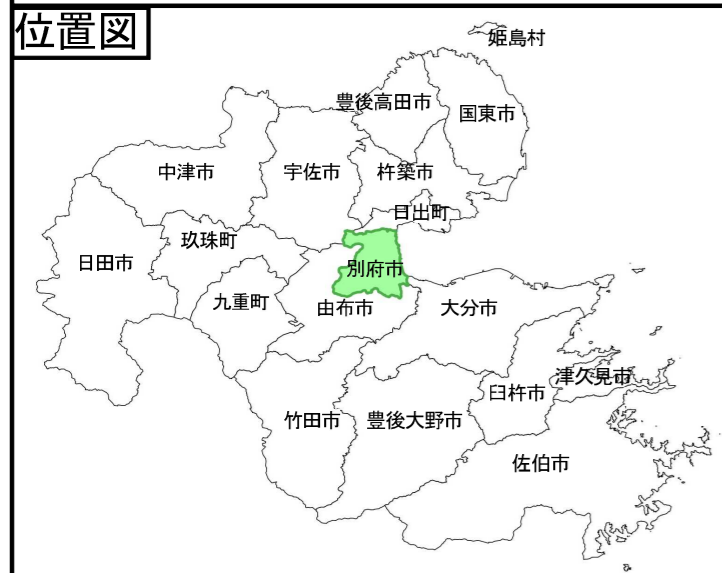 位置図
姫島村
豊後高田市
国東市
中津市
宇佐市
杵築市
日出町
玖珠町
日田市
別府市
九重町
由布市
大分市
津久見市
臼杵市
竹田市
豊後大野市
佐伯市